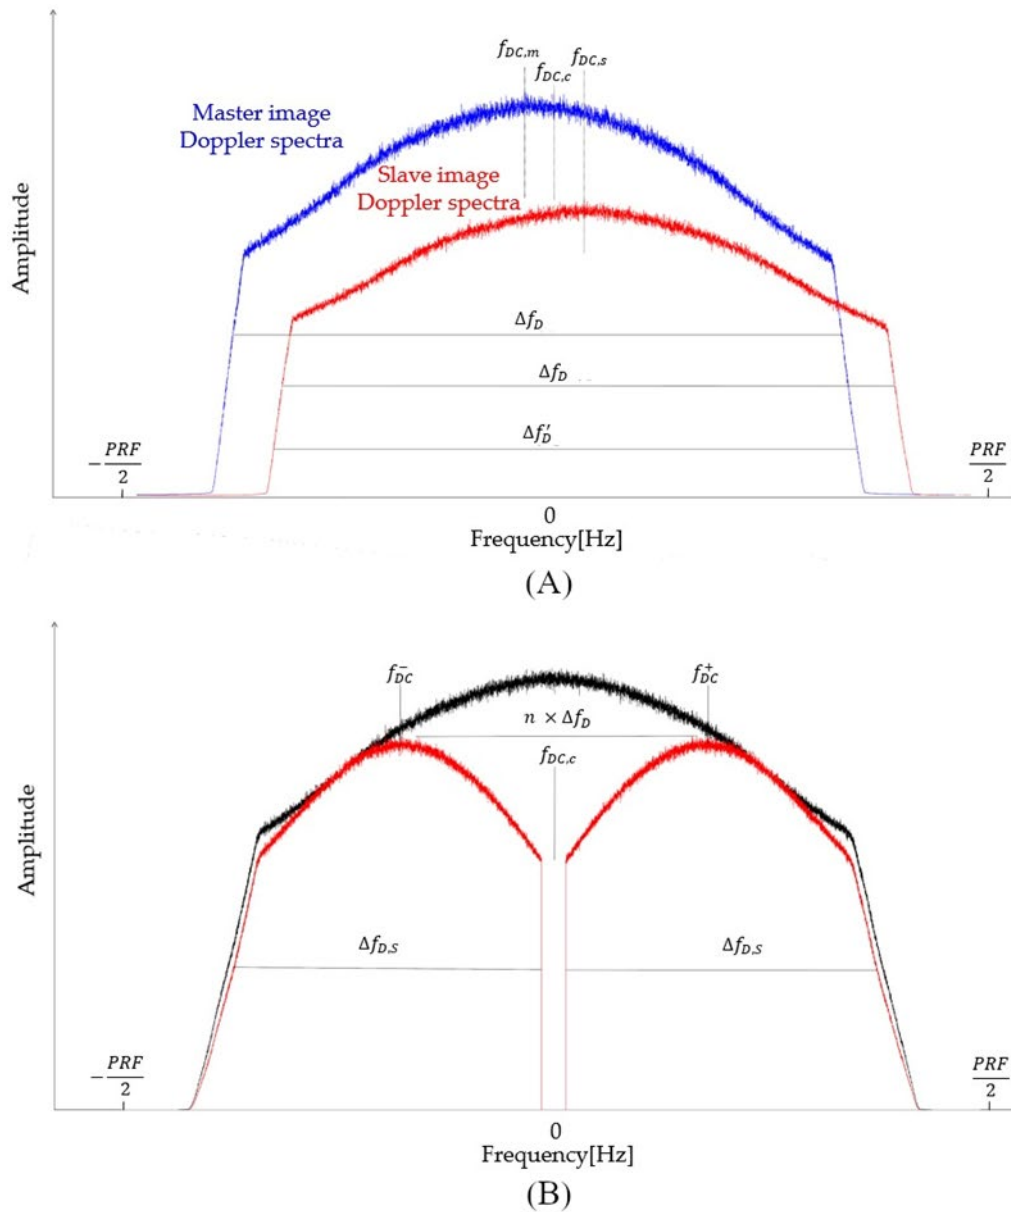 f_{DC,m}
f_{DC,s}
f_{DC,c}
Master image
Doppler spectra
Slave image
Doppler spectra
Amplitude
Δf_D
Δf_D
Δf'_D
-PRF/2
PRF/2
0
Frequency[Hz]
(A)
f_{DC}^-
f_{DC}^+
n × Δf_D
f_{DC,c}
Amplitude
Δf_{D,S}
Δf_{D,S}
-PRF/2
PRF/2
0
Frequency[Hz]
(B)